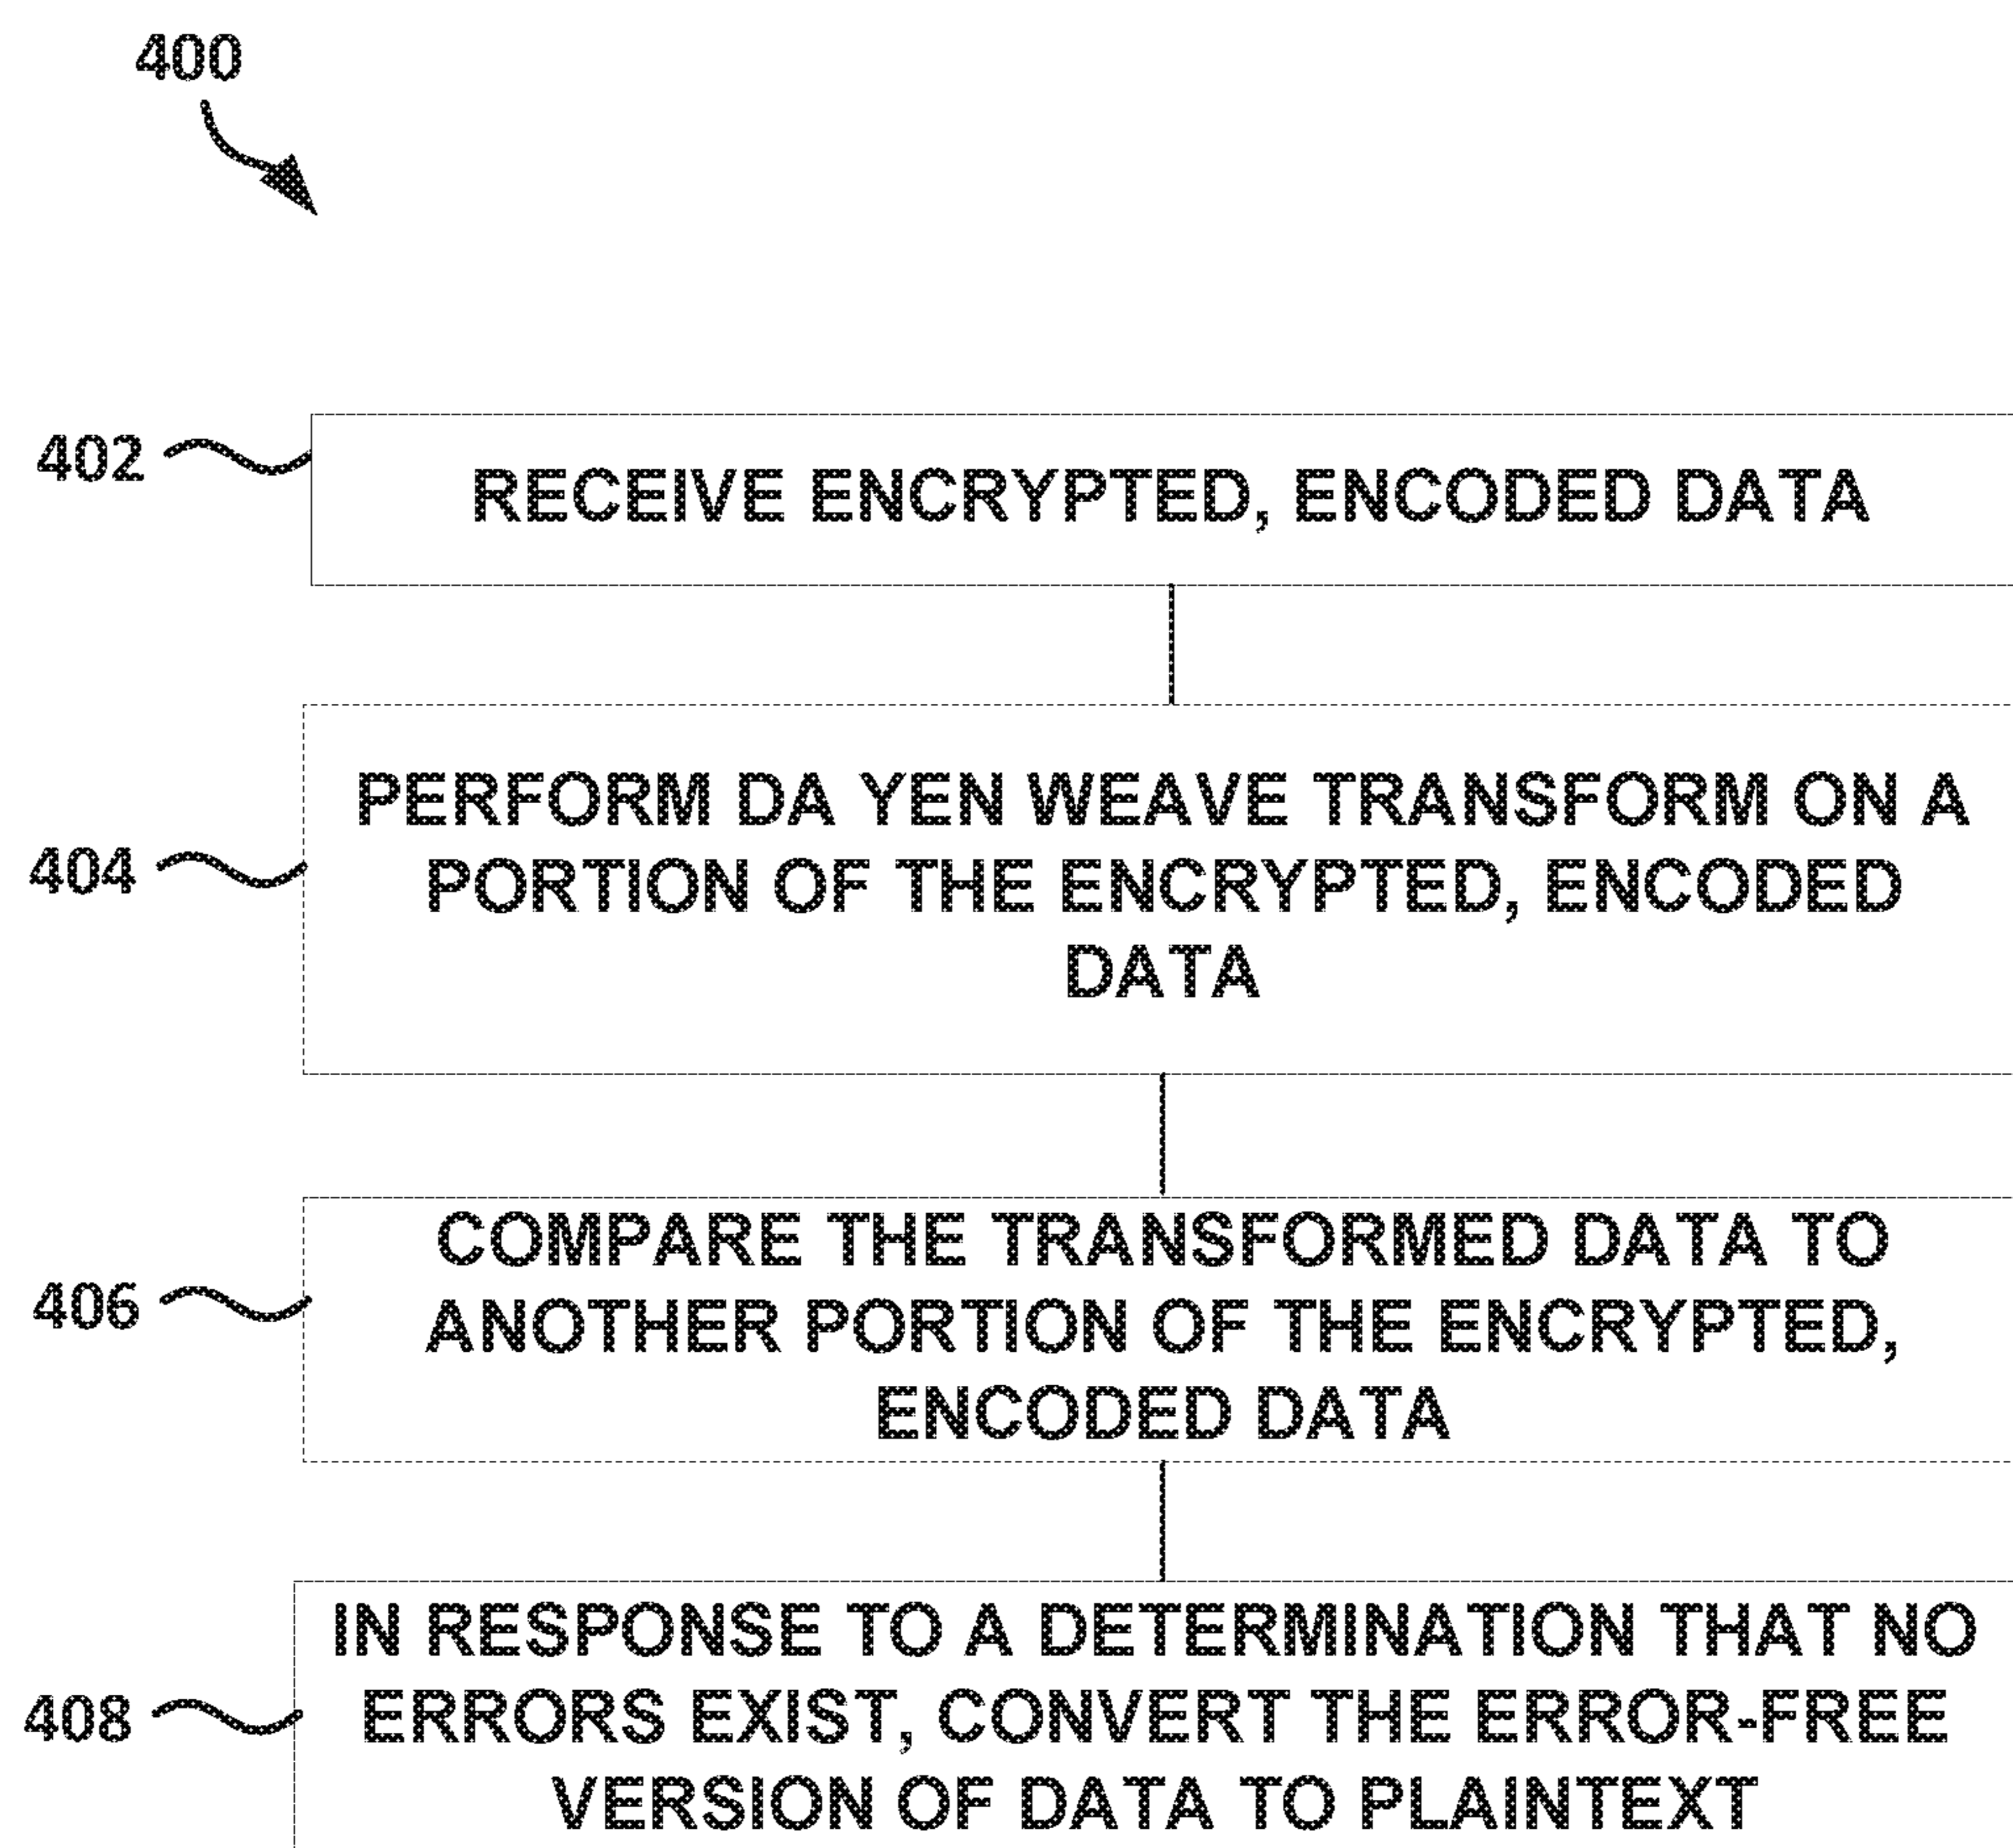 400
402
RECEIVE ENCRYPTED, ENCODED DATA
404
PERFORM DA YEN WEAVE TRANSFORM ON A
PORTION OF THE ENCRYPTED, ENCODED
DATA
406
COMPARE THE TRANSFORMED DATA TO
ANOTHER PORTION OF THE ENCRYPTED,
ENCODED DATA
408
IN RESPONSE TO A DETERMINATION THAT NO
ERRORS EXIST, CONVERT THE ERROR-FREE
VERSION OF DATA TO PLAINTEXT